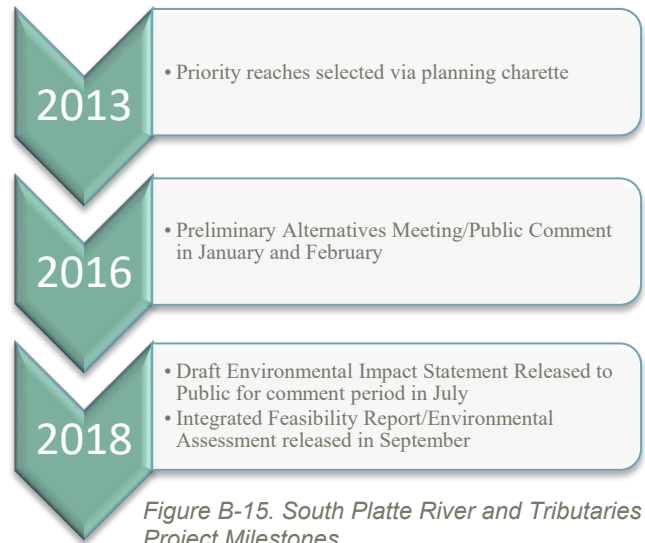 2013
• Priority reaches selected via planning charette
2016
• Preliminary Alternatives Meeting/Public Comment
in January and February
2018
• Draft Environmental Impact Statement Released to
Public for comment period in July
• Integrated Feasibility Report/Environmental
Assessment released in September
Figure B-15. South Platte River and Tributaries
Project Milestones